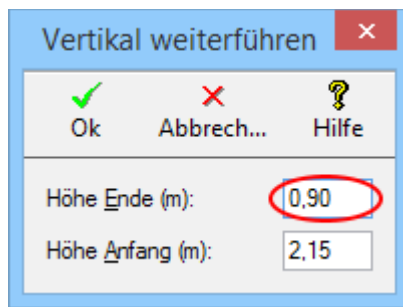 Vertikal weiterführen
Ok Abbrech... Hilfe
Höhe Ende (m): 0,90
Höhe Anfang (m): 2,15